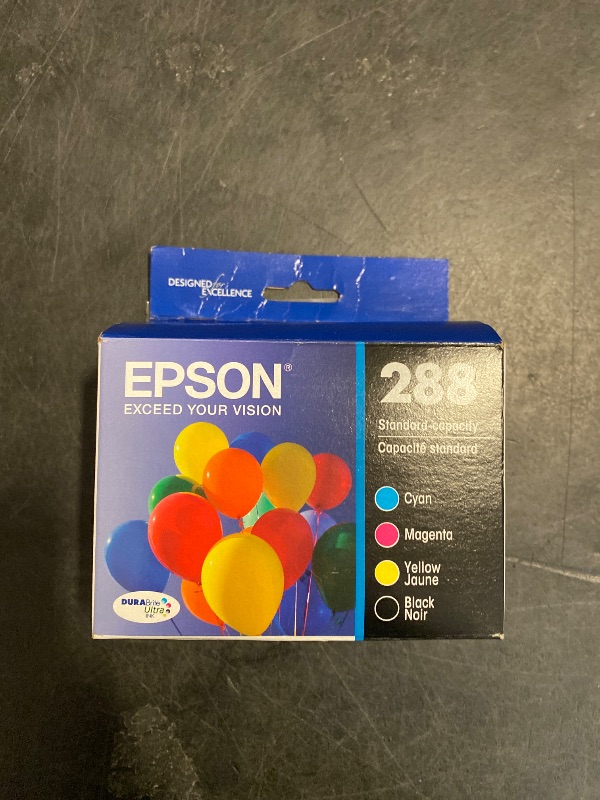 DESIGNED for
EXCELLENCE
EPSON®
EXCEED YOUR VISION
288
Standard-capacity
Capacité standard
Cyan
Magenta
Yellow
Jaune
Black
Noir
DURABrite
Ultra
INK